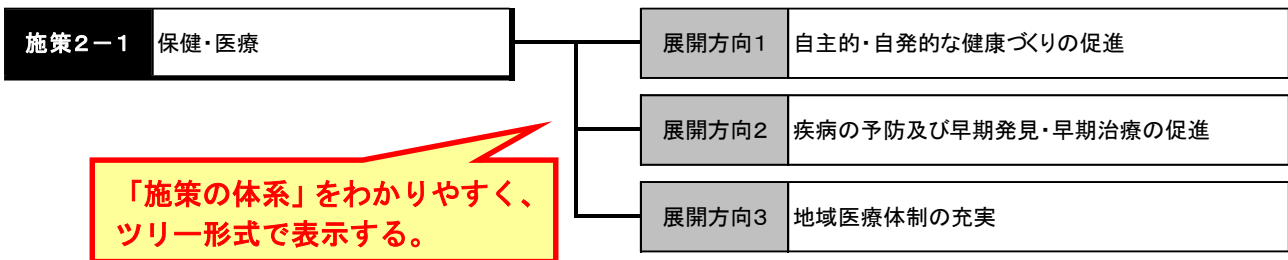 施策2-1 保健・医療
展開方向1 自主的・自発的な健康づくりの促進
展開方向2 疾病の予防及び早期発見・早期治療の促進
展開方向3 地域医療体制の充実
「施策の体系」をわかりやすく、
ツリー形式で表示する。